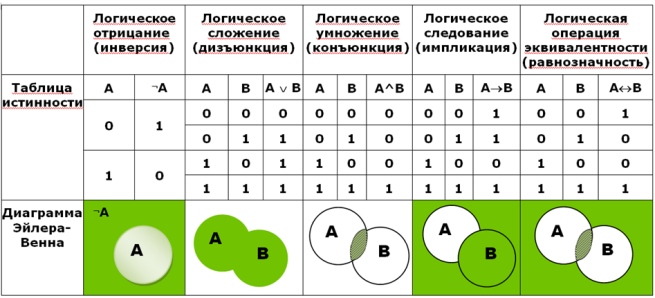 Логическое отрицание (инверсия)
Логическое сложение (дизъюнкция)
Логическое умножение (конъюнкция)
Логическое следование (импликация)
Логическая операция эквивалентности (равнозначность)
Таблица истинности
A ¬A A B A ∨ B A B A^B A B A→B A B A↔B
0 1 0 0 0 0 0 0 0 0 1 0 0 1
0 1 1 0 1 0 0 1 1 0 1 0
1 0 1 0 1 1 0 0 1 0 0 1 0 0
1 1 1 1 1 1 1 1 1 1 1 1
Диаграмма Эйлера-Венна
¬A
A
A
B
A
B
A
B
A
B